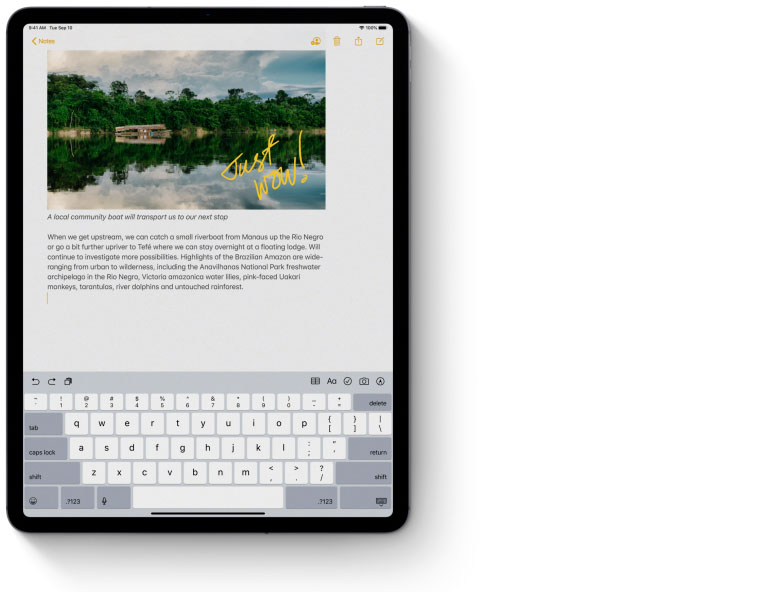 9:41 AM Tue Sep 10
100%
Notes
Just
Wow!
A local community boat will transport us to our next stop
When we get upstream, we can catch a small riverboat from Manaus up the Rio Negro
or go a bit further upriver to Tefé where we can stay overnight at a floating lodge. Will
continue to investigate more possibilities. Highlights of the Brazilian Amazon are wide-
ranging from urban to wilderness, including the Anavilhanas National Park freshwater
archipelago in the Rio Negro, Victoria amazonica water lilies, pink-faced Uakari
monkeys, tarantulas, river dolphins and untouched rainforest.
Aa
~ ! @ # $ % ^ & * ( ) _ +
` 1 2 3 4 5 6 7 8 9 0 - = delete
tab q w e r t y u i o p { [ } ] | \
caps lock a s d f g h j k l : ; " ' return
shift z x c v b n m < , > . ? / shift
.?123 .?123